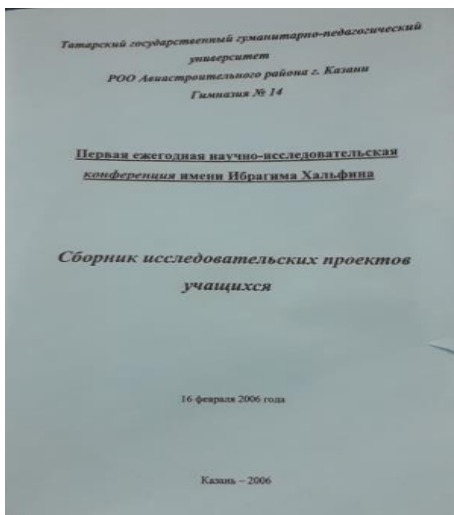 Татарский государственный гуманитарно-педагогический
университет
РОО Авиастроительного района г. Казани
Гимназия № 14
Первая ежегодная научно-исследовательская
конференция имени Ибрагима Хальфина
Сборник исследовательских проектов
учащихся
16 февраля 2006 года
Казань – 2006